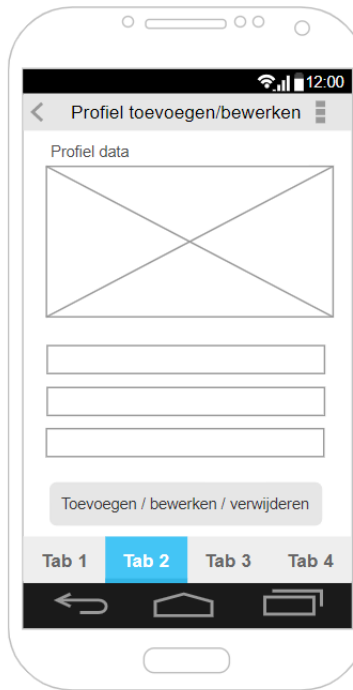 12:00
Profiel toevoegen/bewerken
Profiel data
Toevoegen / bewerken / verwijderen
Tab 1 Tab 2 Tab 3 Tab 4